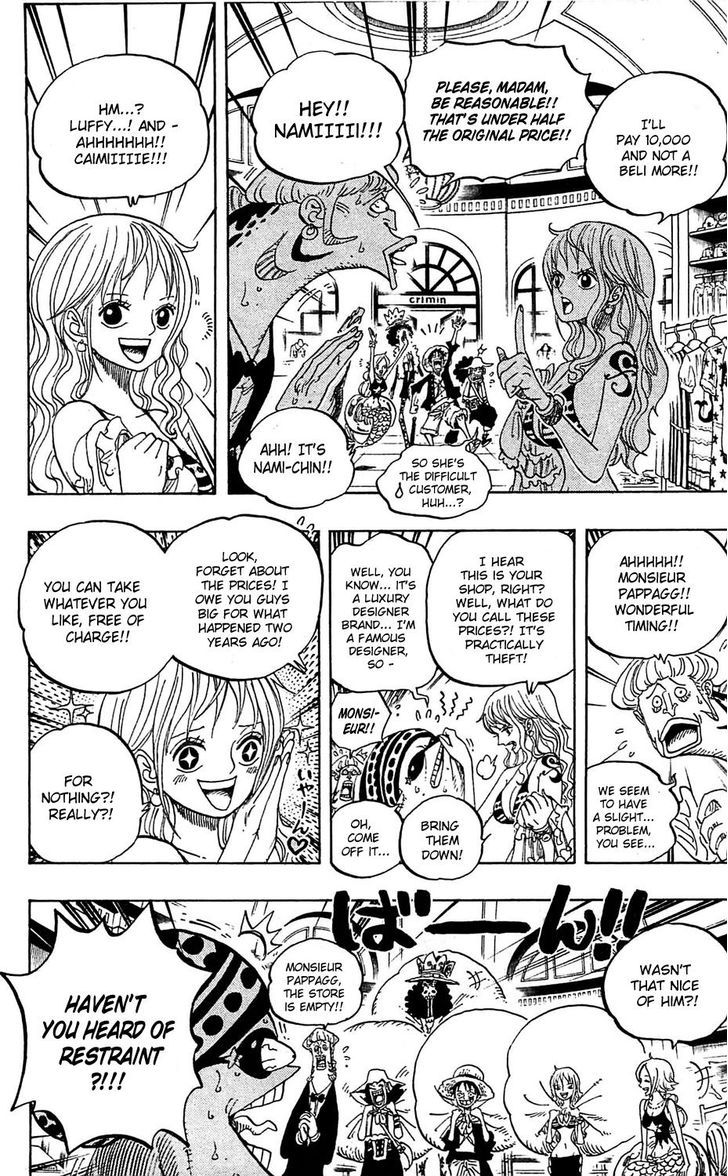 I'LL
PAY 10,000
AND NOT A
BELI MORE!!
PLEASE, MADAM,
BE REASONABLE!!
THAT'S UNDER HALF
THE ORIGINAL PRICE!!
HEY!!
NAMIIIII!!!
crimin
AHH! IT'S
NAMI-CHIN!!
SO SHE'S
THE DIFFICULT
CUSTOMER,
HUH...?
HM...?
LUFFY...! AND -
AHHHHHHH!!
CAIMIIIIE!!!
AHHHHH!!
MONSIEUR
PAPPAGG!!
WONDERFUL
TIMING!!
WE SEEM
TO HAVE
A SLIGHT...
PROBLEM,
YOU SEE...
I HEAR
THIS IS YOUR
SHOP, RIGHT?
WELL, WHAT DO
YOU CALL THESE
PRICES?! IT'S
PRACTICALLY
THEFT!
WELL, YOU
KNOW... IT'S
A LUXURY
DESIGNER
BRAND... I'M
A FAMOUS
DESIGNER,
SO -
MONSI-
EUR!!
BRING
THEM
DOWN!
OH,
COME
OFF IT...
LOOK,
FORGET ABOUT
THE PRICES! I
OWE YOU GUYS
BIG FOR WHAT
HAPPENED TWO
YEARS AGO!
YOU CAN TAKE
WHATEVER YOU
LIKE, FREE OF
CHARGE!!
FOR
NOTHING?!
REALLY?!
いやーん♡
ばーん!!
WASN'T
THAT NICE
OF HIM?!
MONSIEUR
PAPPAGG,
THE STORE
IS EMPTY!!
HAVEN'T
YOU HEARD OF
RESTRAINT
?!!!